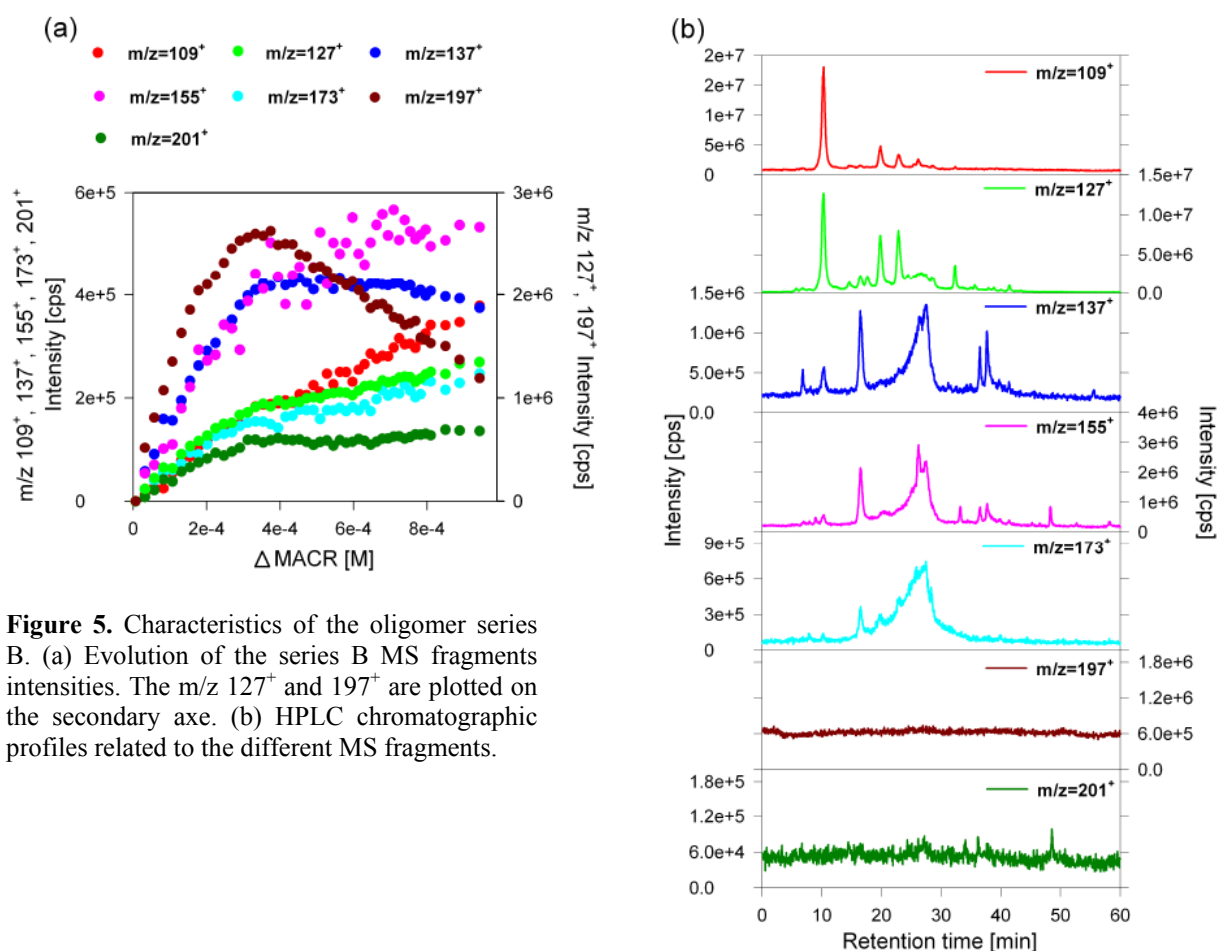 (a)
m/z=109⁺ m/z=127⁺ m/z=137⁺
m/z=155⁺ m/z=173⁺ m/z=197⁺
m/z=201⁺
m/z 109⁺, 137⁺, 155⁺, 173⁺, 201⁺
Intensity [cps]
6e+5
4e+5
2e+5
0
3e+6
2e+6
1e+6
0
m/z 127⁺, 197⁺ Intensity [cps]
0 2e-4 4e-4 6e-4 8e-4
Δ MACR [M]
Figure 5. Characteristics of the oligomer series
B. (a) Evolution of the series B MS fragments
intensities. The m/z 127⁺ and 197⁺ are plotted on
the secondary axe. (b) HPLC chromatographic
profiles related to the different MS fragments.
(b)
2e+7
2e+7
1e+7
5e+6
0
m/z=109⁺
1.5e+7
1.0e+7
5.0e+6
0.0
m/z=127⁺
1.5e+6
1.0e+6
5.0e+5
0.0
m/z=137⁺
4e+6
3e+6
2e+6
1e+6
0
m/z=155⁺
9e+5
6e+5
3e+5
0
m/z=173⁺
1.8e+6
1.2e+6
6.0e+5
0.0
m/z=197⁺
1.8e+5
1.2e+5
6.0e+4
0.0
m/z=201⁺
Intensity [cps]
Intensity [cps]
0 10 20 30 40 50 60
Retention time [min]